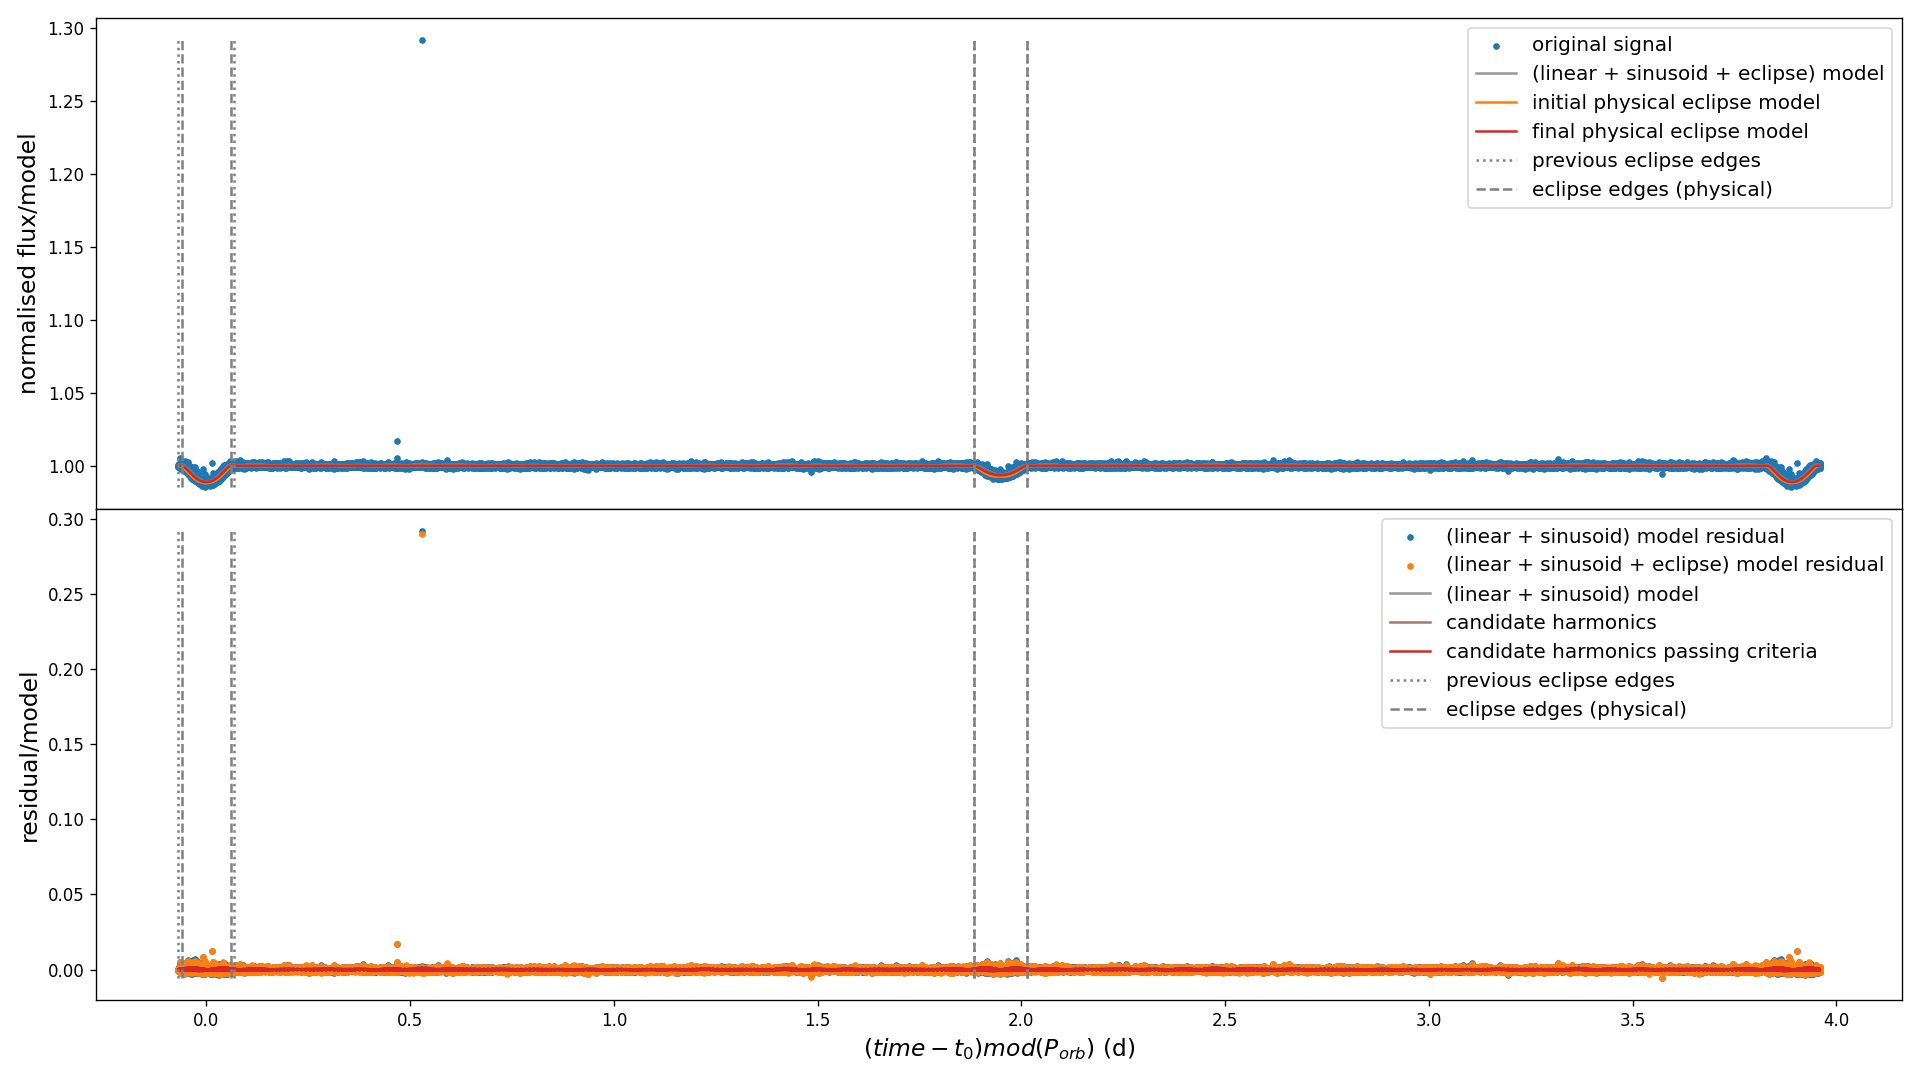 normalised flux/model
1.30
1.25
1.20
1.15
1.10
1.05
1.00
original signal
(linear + sinusoid + eclipse) model
initial physical eclipse model
final physical eclipse model
previous eclipse edges
eclipse edges (physical)
residual/model
0.30
0.25
0.20
0.15
0.10
0.05
0.00
(linear + sinusoid) model residual
(linear + sinusoid + eclipse) model residual
(linear + sinusoid) model
candidate harmonics
candidate harmonics passing criteria
previous eclipse edges
eclipse edges (physical)
0.0 0.5 1.0 1.5 2.0 2.5 3.0 3.5 4.0
(time − t₀)mod(Pₒᵣb) (d)